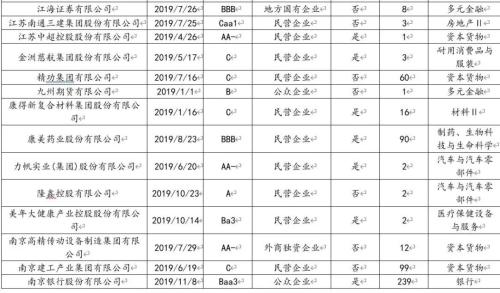 江海证券有限公司 2019/7/26 BBB 地方国有企业 否 8 多元金融
江苏南通三建集团股份有限公司 2019/7/25 Caa1 民营企业 否 3 房地产Ⅱ
江苏中超控股股份有限公司 2019/4/26 AA- 民营企业 是 1 资本货物
金洲慈航集团股份有限公司 2019/5/17 C 民营企业 是 3 耐用消费品与服装
精功集团有限公司 2019/7/16 C 民营企业 否 60 资本货物
九州期货有限公司 2019/1/1 B 公众企业 否 1 多元金融
康得新复合材料集团股份有限公司 2019/1/16 C 民营企业 是 16 材料Ⅱ
康美药业股份有限公司 2019/8/23 BBB 民营企业 是 90 制药、生物科技与生命科学
力帆实业(集团)股份有限公司 2019/6/20 AA- 民营企业 是 2 汽车与汽车零部件
隆鑫控股有限公司 2019/10/23 A 民营企业 否 2 汽车与汽车零部件
美年大健康产业控股股份有限公司 2019/10/14 Ba3 民营企业 是 2 医疗保健设备与服务
南京高精传动设备制造集团有限公司 2019/7/29 AA- 外商独资企业 否 12 资本货物
南京建工产业集团有限公司 2019/6/19 C 民营企业 否 99 资本货物
南京银行股份有限公司 2019/11/8 Baa3 公众企业 是 239 银行